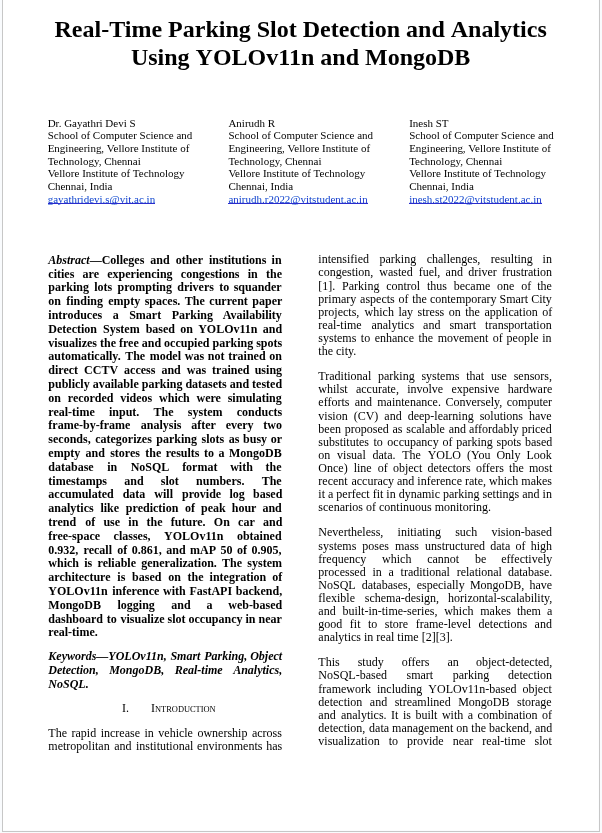 Real-Time Parking Slot Detection and Analytics
Using YOLOv11n and MongoDB
Dr. Gayathri Devi S
School of Computer Science and
Engineering, Vellore Institute of
Technology, Chennai
Vellore Institute of Technology
Chennai, India
gayathridevi.s@vit.ac.in
Anirudh R
School of Computer Science and
Engineering, Vellore Institute of
Technology, Chennai
Vellore Institute of Technology
Chennai, India
anirudh.r2022@vitstudent.ac.in
Inesh ST
School of Computer Science and
Engineering, Vellore Institute of
Technology, Chennai
Vellore Institute of Technology
Chennai, India
inesh.st2022@vitstudent.ac.in
Abstract—Colleges and other institutions in
cities are experiencing congestions in the
parking lots prompting drivers to squander
on finding empty spaces. The current paper
introduces a Smart Parking Availability
Detection System based on YOLOv11n and
visualizes the free and occupied parking spots
automatically. The model was not trained on
direct CCTV access and was trained using
publicly available parking datasets and tested
on recorded videos which were simulating
real-time input. The system conducts
frame-by-frame analysis after every two
seconds, categorizes parking slots as busy or
empty and stores the results to a MongoDB
database in NoSQL format with the
timestamps and slot numbers. The
accumulated data will provide log based
analytics like prediction of peak hour and
trend of use in the future. On car and
free-space classes, YOLOv11n obtained
0.932, recall of 0.861, and mAP 50 of 0.905,
which is reliable generalization. The system
architecture is based on the integration of
YOLOv11n inference with FastAPI backend,
MongoDB logging and a web-based
dashboard to visualize slot occupancy in near
real-time.
Keywords—YOLOv11n, Smart Parking, Object
Detection, MongoDB, Real-time Analytics,
NoSQL.
I. Introduction
The rapid increase in vehicle ownership across
metropolitan and institutional environments has
intensified parking challenges, resulting in
congestion, wasted fuel, and driver frustration
[1]. Parking control thus became one of the
primary aspects of the contemporary Smart City
projects, which lay stress on the application of
real-time analytics and smart transportation
systems to enhance the movement of people in
the city.
Traditional parking systems that use sensors,
whilst accurate, involve expensive hardware
efforts and maintenance. Conversely, computer
vision (CV) and deep-learning solutions have
been proposed as scalable and affordably priced
substitutes to occupancy of parking spots based
on visual data. The YOLO (You Only Look
Once) line of object detectors offers the most
recent accuracy and inference rate, which makes
it a perfect fit in dynamic parking settings and in
scenarios of continuous monitoring.
Nevertheless, initiating such vision-based
systems poses mass unstructured data of high
frequency which cannot be effectively
processed in a traditional relational database.
NoSQL databases, especially MongoDB, have
flexible schema-design, horizontal-scalability,
and built-in-time-series, which makes them a
good fit to store frame-level detections and
analytics in real time [2][3].
This study offers an object-detected,
NoSQL-based smart parking detection
framework including YOLOv11n-based object
detection and streamlined MongoDB storage
and analytics. It is built with a combination of
detection, data management on the backend, and
visualization to provide near real-time slot